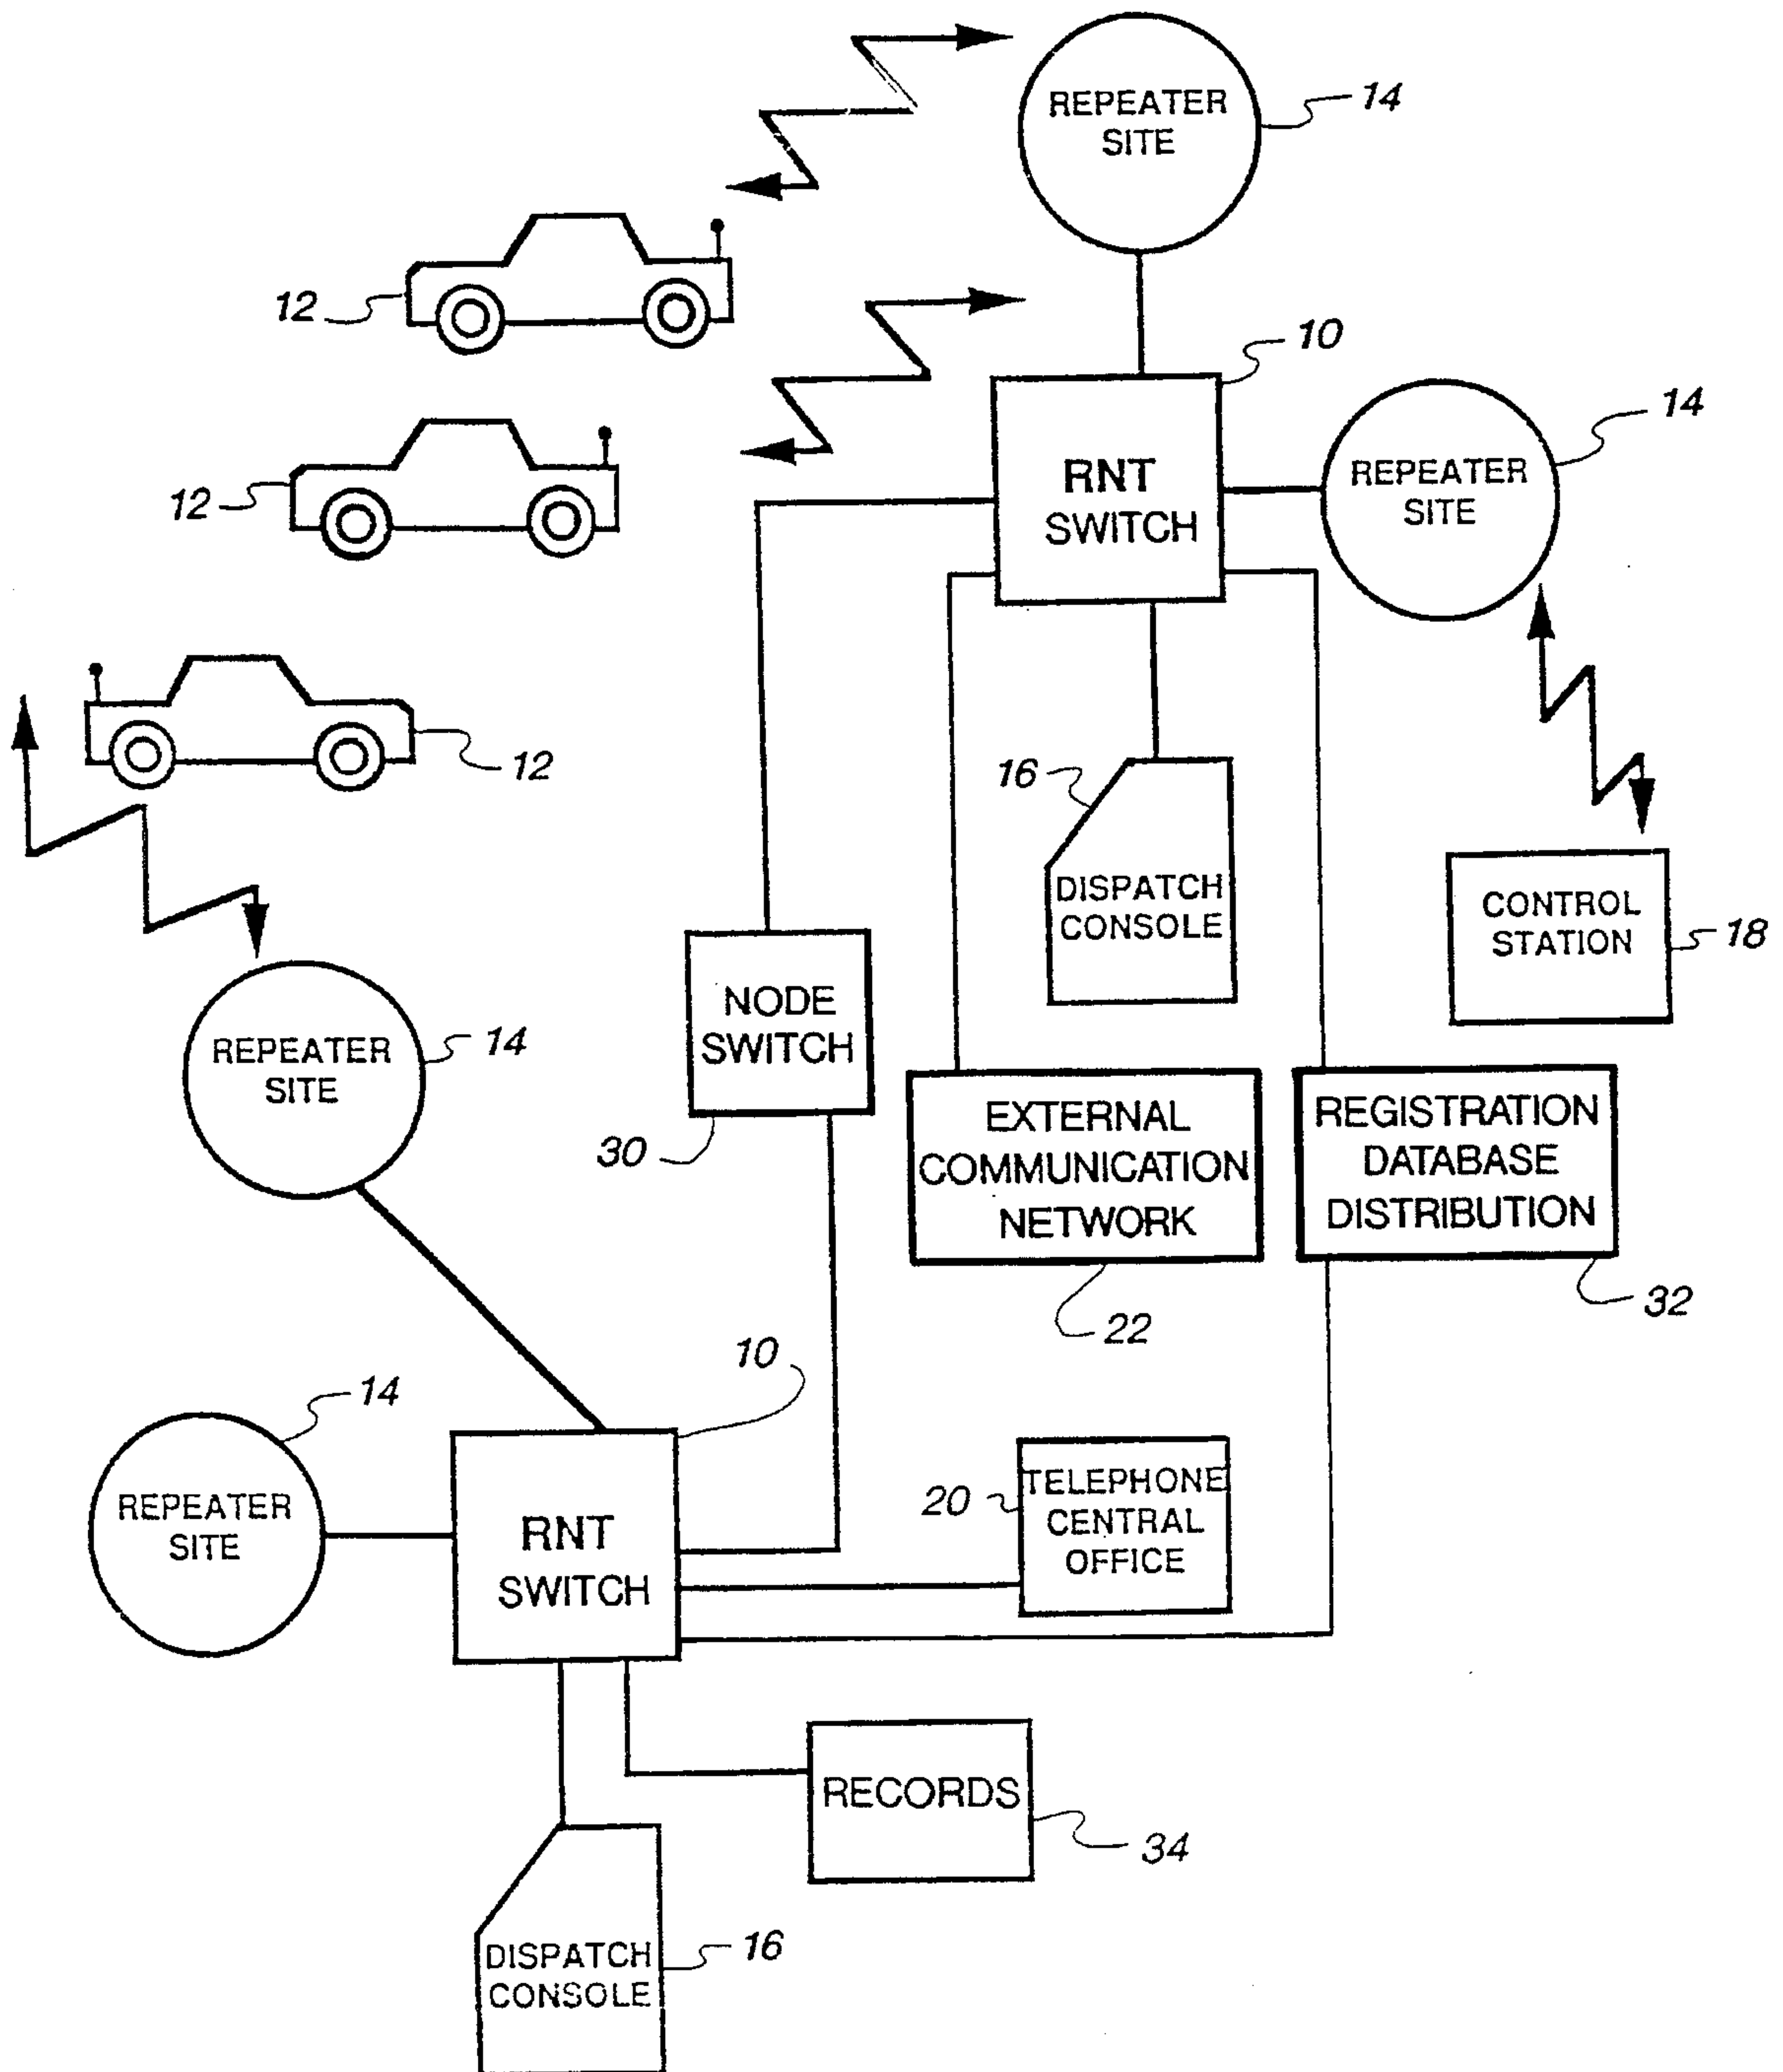 REPEATER
SITE
14
12
10
RNT
SWITCH
REPEATER
SITE
14
12
12
16
DISPATCH
CONSOLE
CONTROL
STATION
18
NODE
SWITCH
30
REPEATER
SITE
14
EXTERNAL
COMMUNICATION
NETWORK
22
REGISTRATION
DATABASE
DISTRIBUTION
32
10
14
REPEATER
SITE
RNT
SWITCH
20
TELEPHONE
CENTRAL
OFFICE
RECORDS
34
DISPATCH
CONSOLE
16